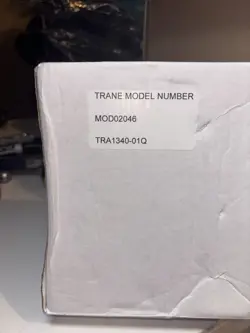 TRANE MODEL NUMBER
MOD02046
TRA1340-01Q